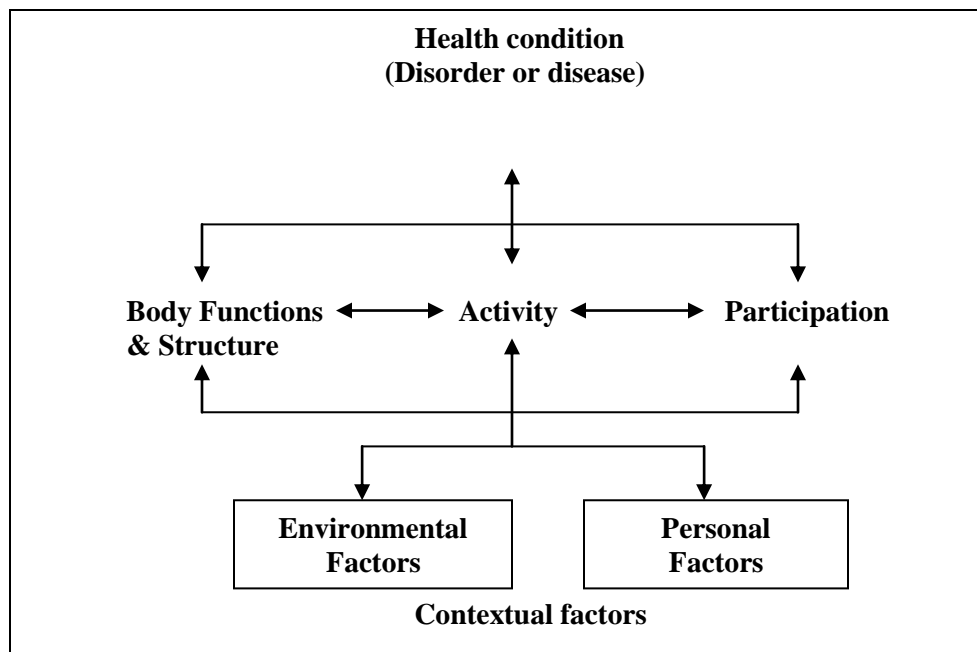 Health condition
(Disorder or disease)
Body Functions
& Structure
Activity
Participation
Environmental
Factors
Personal
Factors
Contextual factors